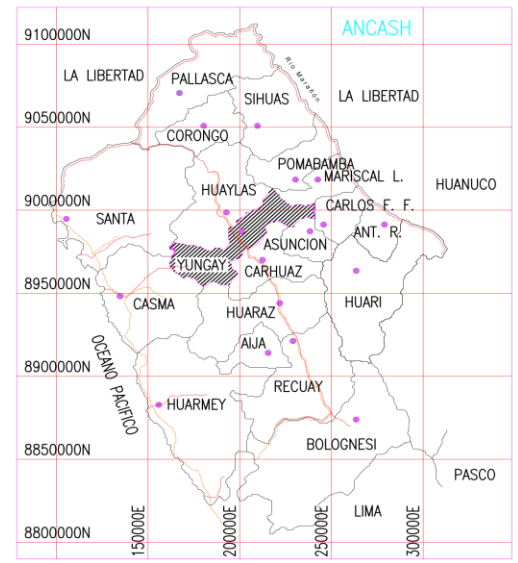 ANCASH
9100000N
LA LIBERTAD
PALLASCA
Rio Marañón
SIHUAS
LA LIBERTAD
9050000N
CORONGO
POMABAMBA
MARISCAL L.
HUANUCO
HUAYLAS
9000000N
CARLOS F. F.
SANTA
ANT. R.
ASUNCION
YUNGAY
CARHUAZ
8950000N
CASMA
HUARI
HUARAZ
AIJA
OCEANO PACIFICO
8900000N
RECUAY
HUARMEY
8850000N
BOLOGNESI
PASCO
LIMA
8800000N
150000E
200000E
250000E
300000E